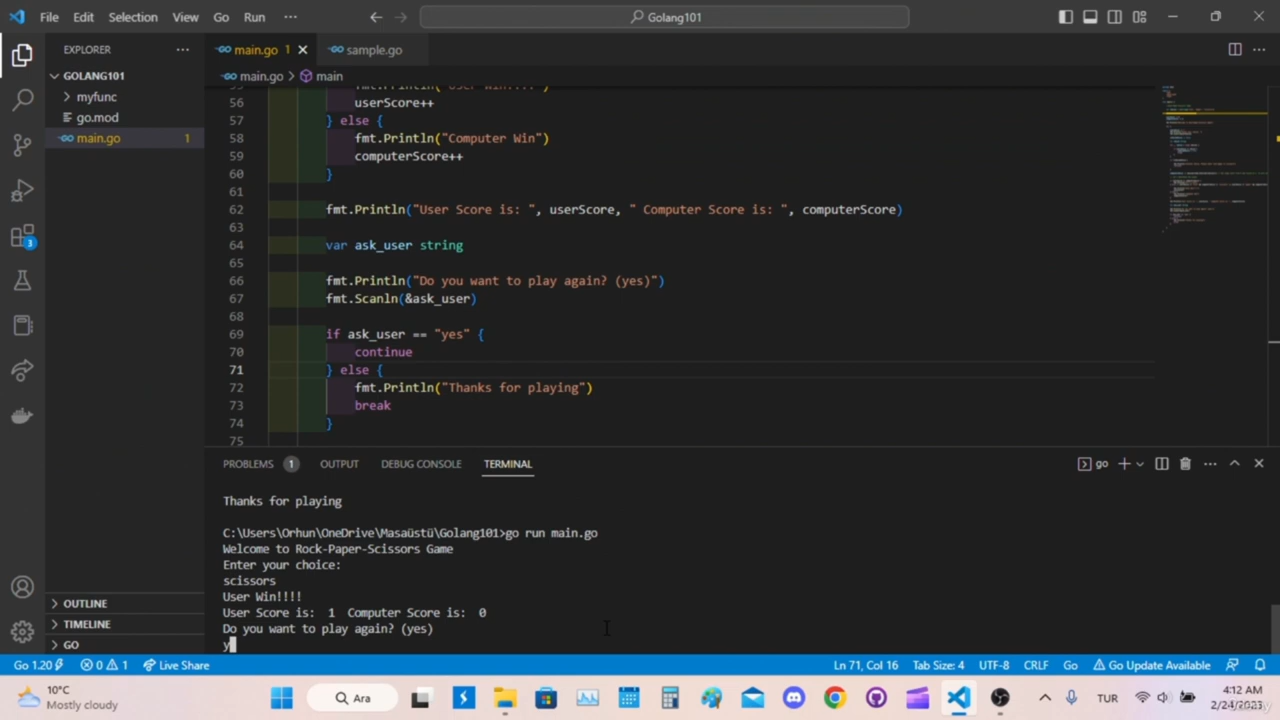 File Edit Selection View Go Run ··· Golang101
EXPLORER ···
main.go 1
sample.go
GOLANG101
myfunc
go.mod
main.go 1
main.go > main
56 userScore++
57 } else {
58 fmt.Println("Computer Win")
59 computerScore++
60 }
61
62 fmt.Println("User Score is: ", userScore, " Computer Score is: ", computerScore)
63
64 var ask_user string
65
66 fmt.Println("Do you want to play again? (yes)")
67 fmt.Scanln(&ask_user)
68
69 if ask_user == "yes" {
70 continue
71 } else {
72 fmt.Println("Thanks for playing")
73 break
74 }
75
3
PROBLEMS 1 OUTPUT DEBUG CONSOLE TERMINAL
go
Thanks for playing
C:\Users\Orhun\OneDrive\Masaüstü\Golang101>go run main.go
Welcome to Rock-Paper-Scissors Game
Enter your choice:
scissors
User Win!!!!
User Score is:  1  Computer Score is:  0
Do you want to play again? (yes)
y
OUTLINE
TIMELINE
GO
Go 1.20 0 1 Live Share Ln 71, Col 16 Tab Size: 4 UTF-8 CRLF Go Go Update Available
10°C
Mostly cloudy
Ara
TUR
4:12 AM
2/24/2023